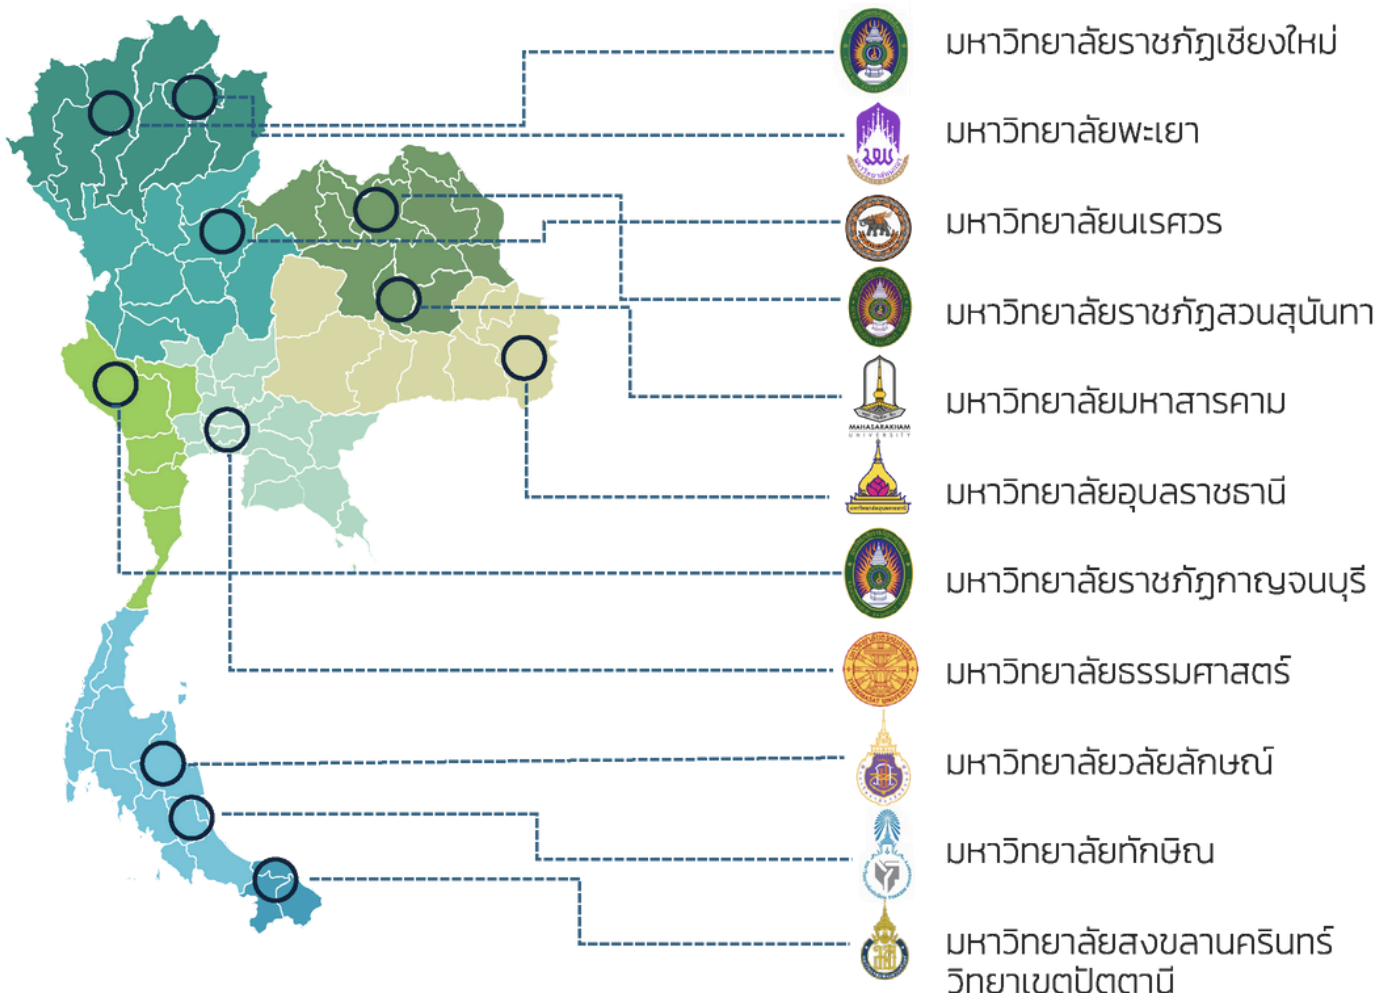 มหาวิทยาลัยราชภัฏเชียงใหม่
มหาวิทยาลัยพะเยา
มหาวิทยาลัยนเรศวร
มหาวิทยาลัยราชภัฏสวนสุนันทา
มหาวิทยาลัยมหาสารคาม
MAHASARAKHAM
UNIVERSITY
มหาวิทยาลัยอุบลราชธานี
มหาวิทยาลัยราชภัฏกาญจนบุรี
มหาวิทยาลัยธรรมศาสตร์
มหาวิทยาลัยวลัยลักษณ์
มหาวิทยาลัยทักษิณ
มหาวิทยาลัยสงขลานครินทร์
วิทยาเขตปัตตานี